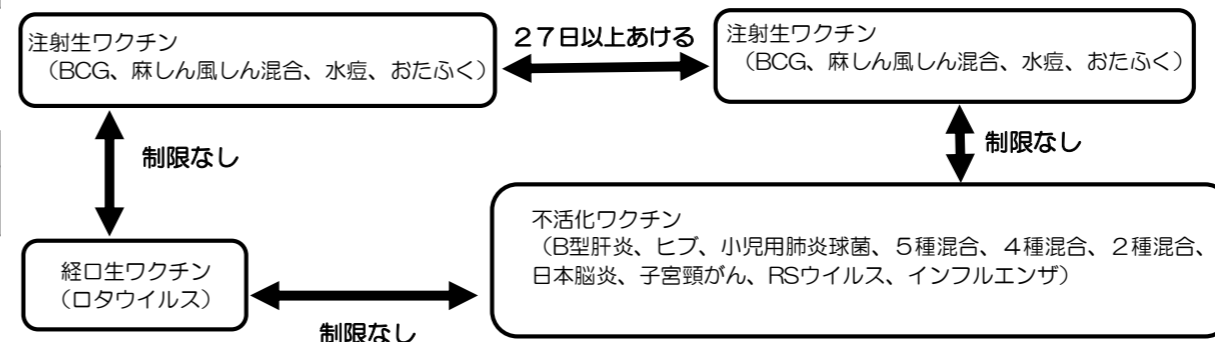 注射生ワクチン
（BCG、麻しん風しん混合、水痘、おたふく）
２７日以上あける
注射生ワクチン
（BCG、麻しん風しん混合、水痘、おたふく）
制限なし
制限なし
不活化ワクチン
（B型肝炎、ヒブ、小児用肺炎球菌、５種混合、４種混合、２種混合、
日本脳炎、子宮頸がん、RSウイルス、インフルエンザ）
経口生ワクチン
（ロタウイルス）
制限なし